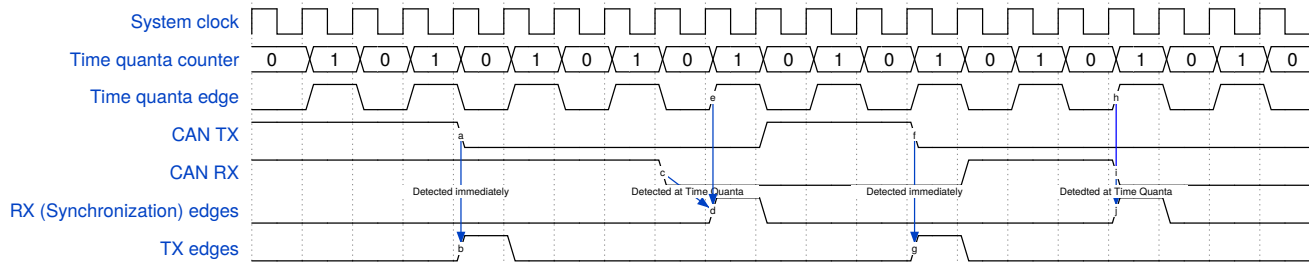 System clock
Time quanta counter 0 1 0 1 0 1 0 1 0 1 0 1 0 1 0 1 0 1 0 1 0
Time quanta edge e h
CAN TX a f
CAN RX c i
Detected immediately Detected at Time Quanta Detected immediately Detedted at Time Quanta
RX (Synchronization) edges d j
TX edges b g